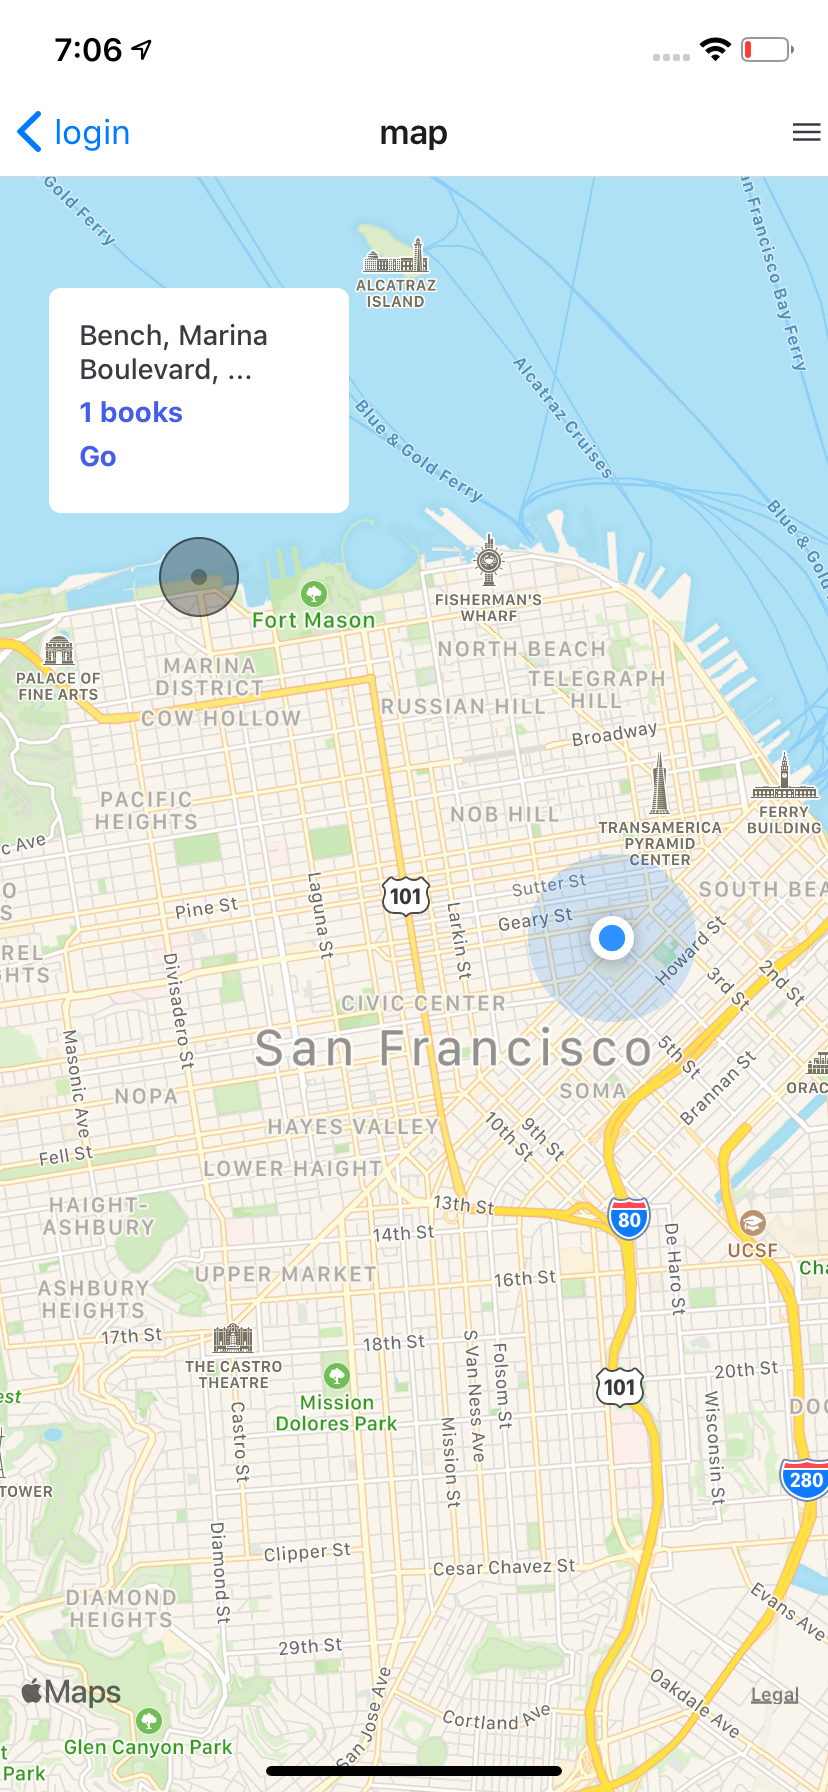 7:06
login
map
Gold Ferry
an Francisco Bay Ferry
ALCATRAZ
ISLAND
Bench, Marina
Boulevard, ...
1 books
Go
Alcatraz Cruises
Blue & Gold Ferry
Blue & Gold
FISHERMAN'S
WHARF
Fort Mason
NORTH BEACH
PALACE OF
FINE ARTS
MARINA
DISTRICT
TELEGRAPH
HILL
COW HOLLOW
RUSSIAN HILL
Broadway
PACIFIC
HEIGHTS
NOB HILL
TRANSAMERICA
PYRAMID
CENTER
FERRY
BUILDING
c Ave
O
S
Laguna St
101
Sutter St
SOUTH BEA
Pine St
Larkin St
Geary St
Howard St
REL
GHTS
Divisadero St
3rd St
2nd St
CIVIC CENTER
San Francisco
Masonic Ave
5th St
Brannan St
ORAC
NOPA
SOMA
HAYES VALLEY
10th St
9th St
Fell St
LOWER HAIGHT
HAIGHT-
ASHBURY
13th St
14th St
80
UCSF
De Haro St
Cha
UPPER MARKET
16th St
ASHBURY
HEIGHTS
17th St
18th St
THE CASTRO
THEATRE
S Van Ness Ave
Folsom St
20th St
101
est
Mission
Dolores Park
Castro St
Mission St
Wisconsin St
DOG
TOWER
280
Diamond St
Clipper St
Cesar Chavez St
DIAMOND
HEIGHTS
Evans Ave
29th St
Maps
San Jose Ave
Cortland Ave
Oakdale Ave
Legal
Glen Canyon Park
t
Park